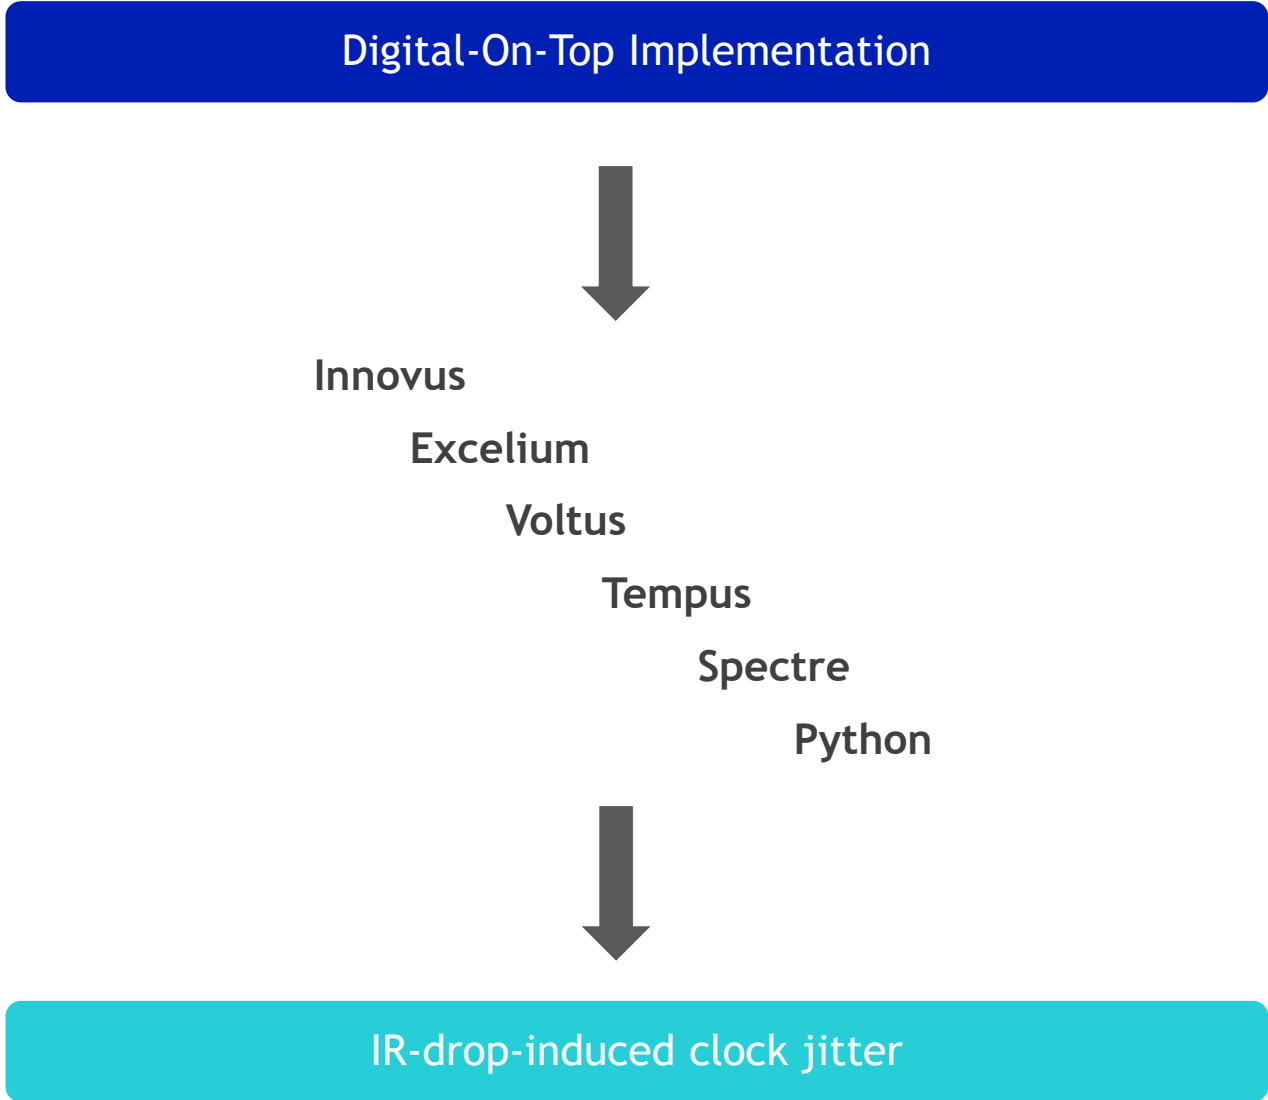 Digital-On-Top Implementation
Innovus
Excelium
Voltus
Tempus
Spectre
Python
IR-drop-induced clock jitter